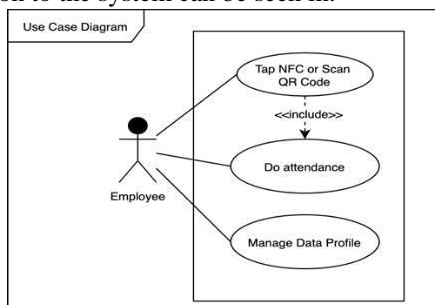 on to the system can be seen in.
Use Case Diagram
Tap NFC or Scan
QR Code
<<include>>
Do attendance
Employee
Manage Data Profile